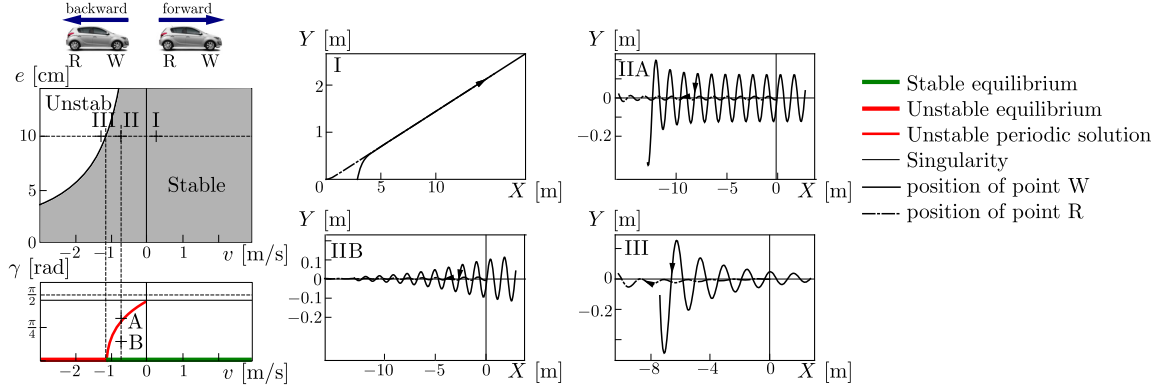 backward forward
R W R W
e [cm]
Unstab.
III II I
10
Stable
5
0
−2 −1 0 1 v [m/s]
γ [rad]
π/2
π/4
A
B
−2 −1 0 1 v [m/s]
Y [m]
I
2
1
0
0 5 10 X [m]
Y [m]
IIA
0
−0.2
−10 −5 0 X [m]
Y [m]
IIB
0.1
0
−0.1
−0.2
−10 −5 0 X [m]
Y [m]
III
0
−0.2
−8 −4 0 X [m]
Stable equilibrium
Unstable equilibrium
Unstable periodic solution
Singularity
position of point W
position of point R